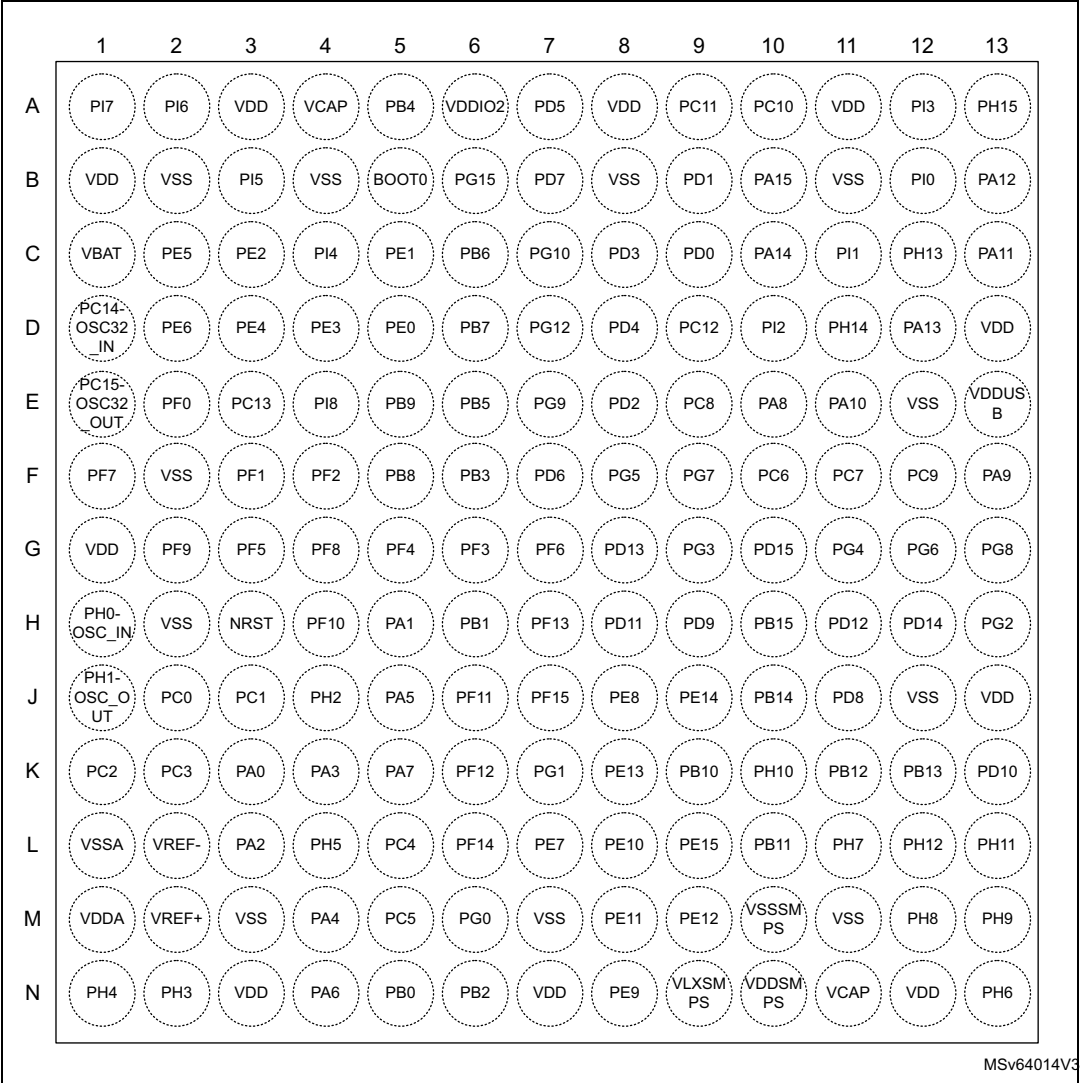 1 2 3 4 5 6 7 8 9 10 11 12 13
A PI7 PI6 VDD VCAP PB4 VDDIO2 PD5 VDD PC11 PC10 VDD PI3 PH15
B VDD VSS PI5 VSS BOOT0 PG15 PD7 VSS PD1 PA15 VSS PI0 PA12
C VBAT PE5 PE2 PI4 PE1 PB6 PG10 PD3 PD0 PA14 PI1 PH13 PA11
D PC14-OSC32_IN PE6 PE4 PE3 PE0 PB7 PG12 PD4 PC12 PI2 PH14 PA13 VDD
E PC15-OSC32_OUT PF0 PC13 PI8 PB9 PB5 PG9 PD2 PC8 PA8 PA10 VSS VDDUSB
F PF7 VSS PF1 PF2 PB8 PB3 PD6 PG5 PG7 PC6 PC7 PC9 PA9
G VDD PF9 PF5 PF8 PF4 PF3 PF6 PD13 PG3 PD15 PG4 PG6 PG8
H PH0-OSC_IN VSS NRST PF10 PA1 PB1 PF13 PD11 PD9 PB15 PD12 PD14 PG2
J PH1-OSC_OUT PC0 PC1 PH2 PA5 PF11 PF15 PE8 PE14 PB14 PD8 VSS VDD
K PC2 PC3 PA0 PA3 PA7 PF12 PG1 PE13 PB10 PH10 PB12 PB13 PD10
L VSSA VREF- PA2 PH5 PC4 PF14 PE7 PE10 PE15 PB11 PH7 PH12 PH11
M VDDA VREF+ VSS PA4 PC5 PG0 VSS PE11 PE12 VSSSMPS VSS PH8 PH9
N PH4 PH3 VDD PA6 PB0 PB2 VDD PE9 VLXSMPS VDDSMPS VCAP VDD PH6
MSv64014V3